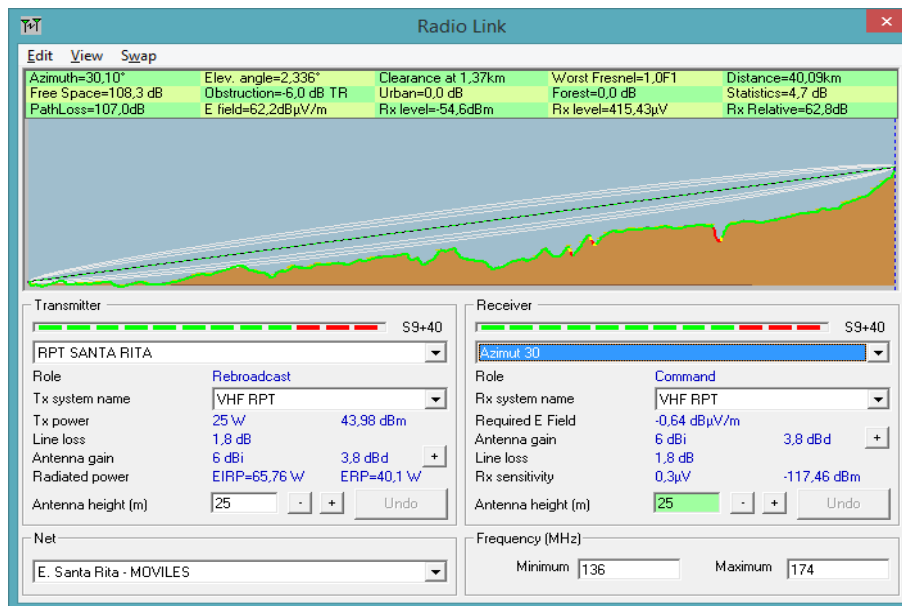 Radio Link
Edit View Swap
Azimuth=30,10° Elev. angle=2,336° Clearance at 1,37km Worst Fresnel=1,0F1 Distance=40,09km
Free Space=108,3 dB Obstruction=-6,0 dB TR Urban=0,0 dB Forest=0,0 dB Statistics=4,7 dB
PathLoss=107,0dB E field=62,2dBµV/m Rx level=-54,6dBm Rx level=415,43µV Rx Relative=62,8dB
Transmitter
S9+40
RPT SANTA RITA
Role Rebroadcast
Tx system name VHF RPT
Tx power 25 W 43,98 dBm
Line loss 1,8 dB
Antenna gain 6 dBi 3,8 dBd +
Radiated power EIRP=65,76 W ERP=40,1 W
Antenna height (m) 25 - + Undo
Net
E. Santa Rita - MOVILES
Receiver
S9+40
Azimut 30
Role Command
Rx system name VHF RPT
Required E Field -0,64 dBµV/m
Antenna gain 6 dBi 3,8 dBd +
Line loss 1,8 dB
Rx sensitivity 0,3µV -117,46 dBm
Antenna height (m) 25 - + Undo
Frequency (MHz)
Minimum 136 Maximum 174